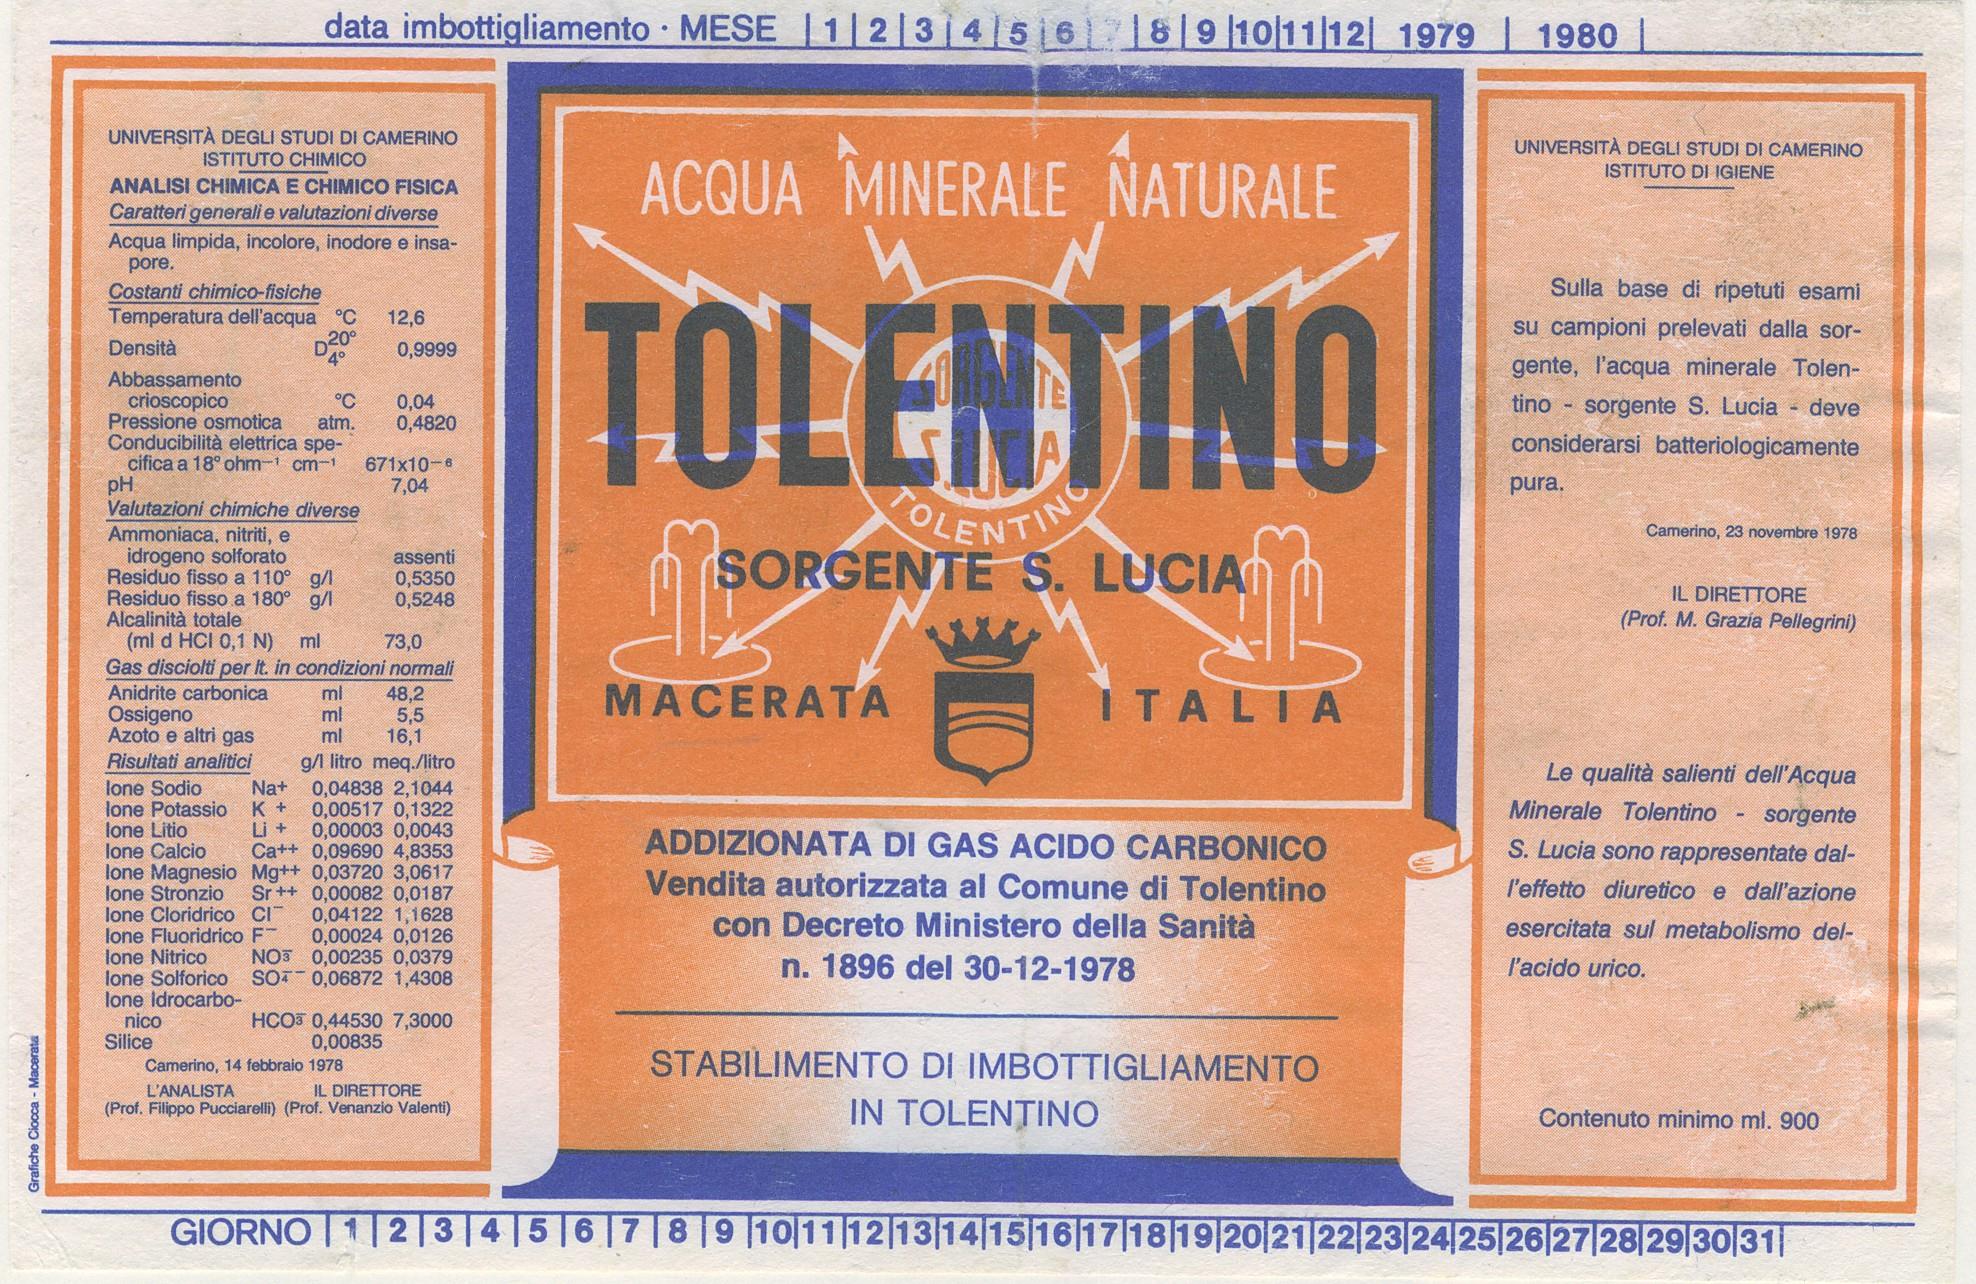 data imbottigliamento · MESE | 1 | 2 | 3 | 4 | 5 | 6 | 7 | 8 | 9 |10|11|12| 1979 | 1980 |
UNIVERSITÀ DEGLI STUDI DI CAMERINO
ISTITUTO CHIMICO
ANALISI CHIMICA E CHIMICO FISICA
Caratteri generali e valutazioni diverse
Acqua limpida, incolore, inodore e insa-
pore.
Costanti chimico-fisiche
Temperatura dell'acqua °C 12,6
Densità D20°4° 0,9999
Abbassamento
crioscopico °C 0,04
Pressione osmotica atm. 0,4820
Conducibilità elettrica spe-
cifica a 18° ohm⁻¹ cm⁻¹ 671x10⁻⁶
pH 7,04
Valutazioni chimiche diverse
Ammoniaca, nitriti, e
idrogeno solforato assenti
Residuo fisso a 110° g/l 0,5350
Residuo fisso a 180° g/l 0,5248
Alcalinità totale
(ml d HCl 0,1 N) ml 73,0
Gas disciolti per lt. in condizioni normali
Anidrite carbonica ml 48,2
Ossigeno ml 5,5
Azoto e altri gas ml 16,1
Risultati analitici g/l litro meq./litro
Ione Sodio Na+ 0,04838 2,1044
Ione Potassio K + 0,00517 0,1322
Ione Litio Li + 0,00003 0,0043
Ione Calcio Ca++ 0,09690 4,8353
Ione Magnesio Mg++ 0,03720 3,0617
Ione Stronzio Sr++ 0,00082 0,0187
Ione Cloridrico Cl⁻ 0,04122 1,1628
Ione Fluoridrico F⁻ 0,00024 0,0126
Ione Nitrico NO₃⁻ 0,00235 0,0379
Ione Solforico SO₄⁻⁻ 0,06872 1,4308
Ione Idrocarbo-
nico HCO₃⁻ 0,44530 7,3000
Silice 0,00835
Camerino, 14 febbraio 1978
L'ANALISTA IL DIRETTORE
(Prof. Filippo Pucciarelli) (Prof. Venanzio Valenti)
Grafiche Ciocca - Macerata
ACQUA MINERALE NATURALE
TOLENTINO
SORGENTE
S. LUCIA
TOLENTINO
SORGENTE S. LUCIA
MACERATA ITALIA
ADDIZIONATA DI GAS ACIDO CARBONICO
Vendita autorizzata al Comune di Tolentino
con Decreto Ministero della Sanità
n. 1896 del 30-12-1978
STABILIMENTO DI IMBOTTIGLIAMENTO
IN TOLENTINO
UNIVERSITÀ DEGLI STUDI DI CAMERINO
ISTITUTO DI IGIENE
Sulla base di ripetuti esami
su campioni prelevati dalla sor-
gente, l'acqua minerale Tolen-
tino - sorgente S. Lucia - deve
considerarsi batteriologicamente
pura.
Camerino, 23 novembre 1978
IL DIRETTORE
(Prof. M. Grazia Pellegrini)
Le qualità salienti dell'Acqua
Minerale Tolentino - sorgente
S. Lucia sono rappresentate dal-
l'effetto diuretico e dall'azione
esercitata sul metabolismo del-
l'acido urico.
Contenuto minimo ml. 900
GIORNO | 1 | 2 | 3 | 4 | 5 | 6 | 7 | 8 | 9 |10|11|12|13|14|15|16|17|18|19|20|21|22|23|24|25|26|27|28|29|30|31|